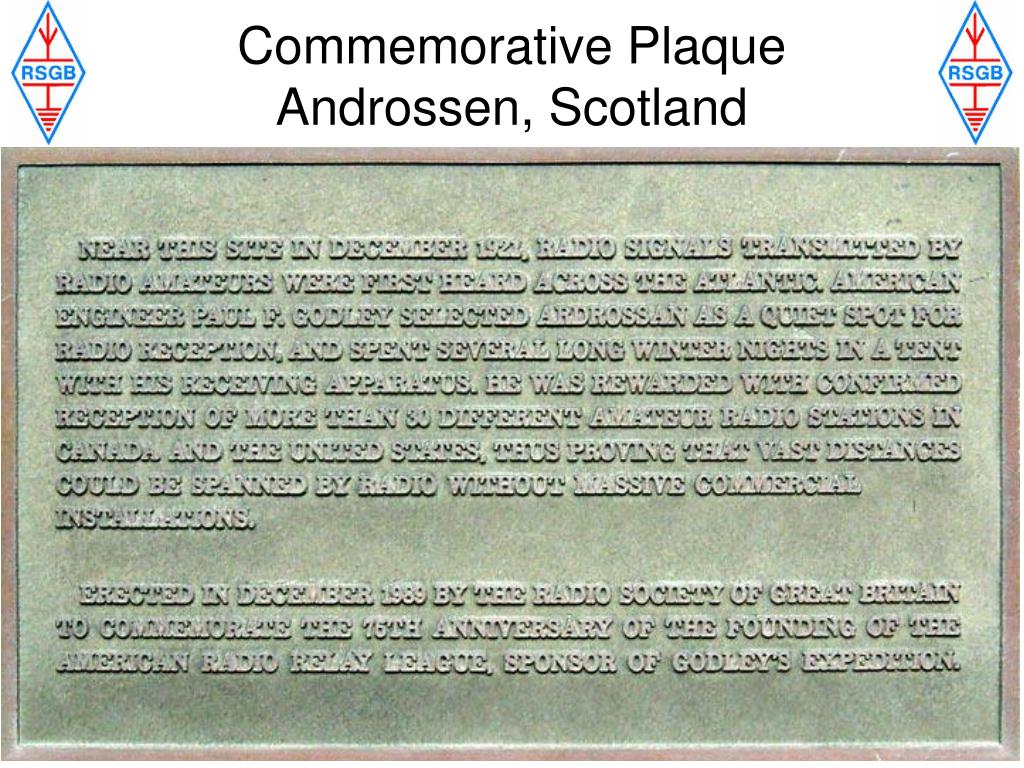 Commemorative Plaque
Androssen, Scotland
RSGB
RSGB
NEAR THIS SITE IN DECEMBER 1921, RADIO SIGNALS TRANSMITTED BY
RADIO AMATEURS WERE FIRST HEARD ACROSS THE ATLANTIC. AMERICAN
ENGINEER PAUL F. GODLEY SELECTED ARDROSSAN AS A QUIET SPOT FOR
RADIO RECEPTION, AND SPENT SEVERAL LONG WINTER NIGHTS IN A TENT
WITH HIS RECEIVING APPARATUS. HE WAS REWARDED WITH CONFIRMED
RECEPTION OF MORE THAN 30 DIFFERENT AMATEUR RADIO STATIONS IN
CANADA AND THE UNITED STATES, THUS PROVING THAT VAST DISTANCES
COULD BE SPANNED BY RADIO WITHOUT MASSIVE COMMERCIAL
INSTALLATIONS.
ERECTED IN DECEMBER 1989 BY THE RADIO SOCIETY OF GREAT BRITAIN
TO COMMEMORATE THE 75TH ANNIVERSARY OF THE FOUNDING OF THE
AMERICAN RADIO RELAY LEAGUE, SPONSOR OF GODLEY'S EXPEDITION.